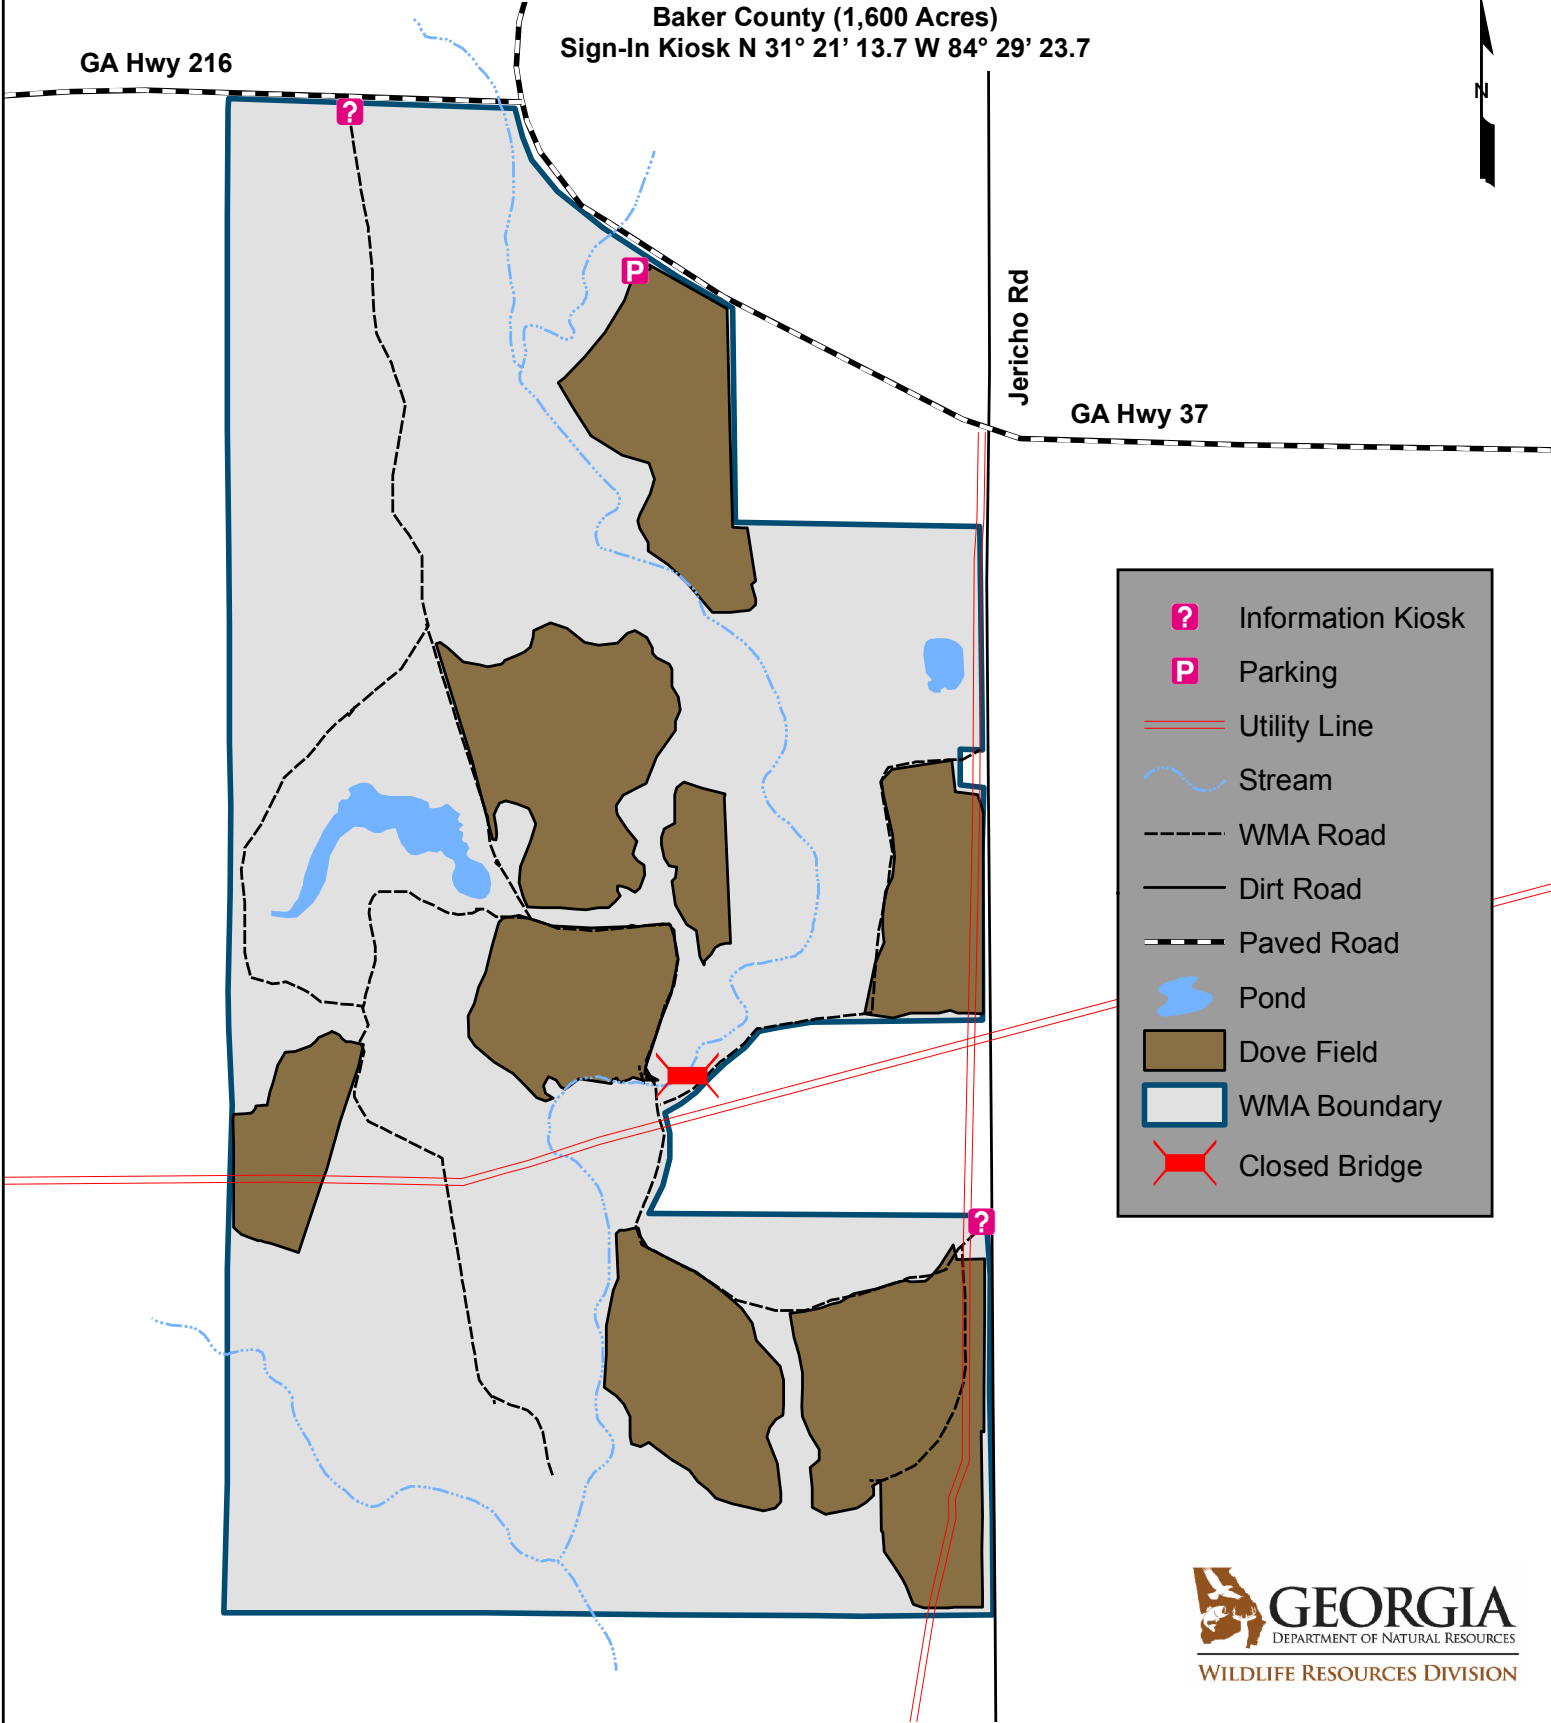 Baker County (1,600 Acres)
Sign-In Kiosk N 31° 21’ 13.7 W 84° 29’ 23.7
GA Hwy 216
N
?
P
Jericho Rd
GA Hwy 37
? Information Kiosk
P Parking
Utility Line
Stream
WMA Road
Dirt Road
Paved Road
Pond
Dove Field
WMA Boundary
Closed Bridge
?
GEORGIA
DEPARTMENT OF NATURAL RESOURCES
WILDLIFE RESOURCES DIVISION